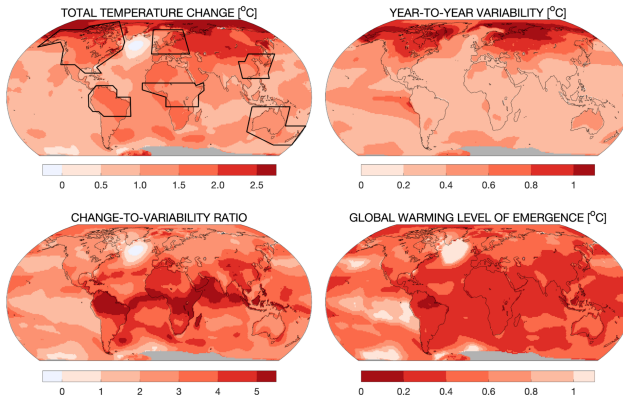 TOTAL TEMPERATURE CHANGE [°C]
YEAR-TO-YEAR VARIABILITY [°C]
0 0.5 1.0 1.5 2.0 2.5
0 0.2 0.4 0.6 0.8 1
CHANGE-TO-VARIABILITY RATIO
GLOBAL WARMING LEVEL OF EMERGENCE [°C]
0 1 2 3 4 5
0 0.2 0.4 0.6 0.8 1